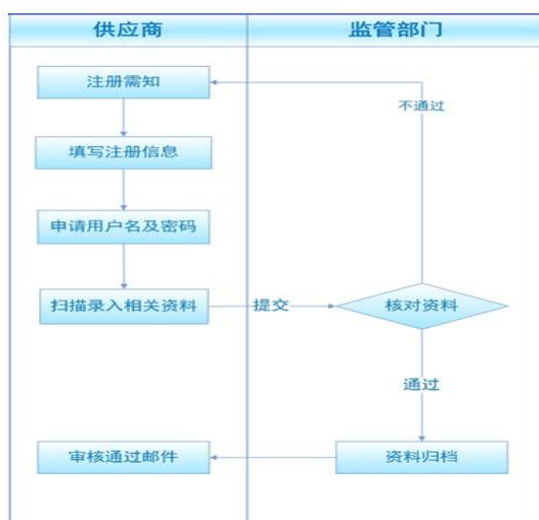 供应商
监管部门
注册需知
不通过
填写注册信息
申请用户名及密码
扫描录入相关资料
提交
核对资料
通过
审核通过邮件
资料归档